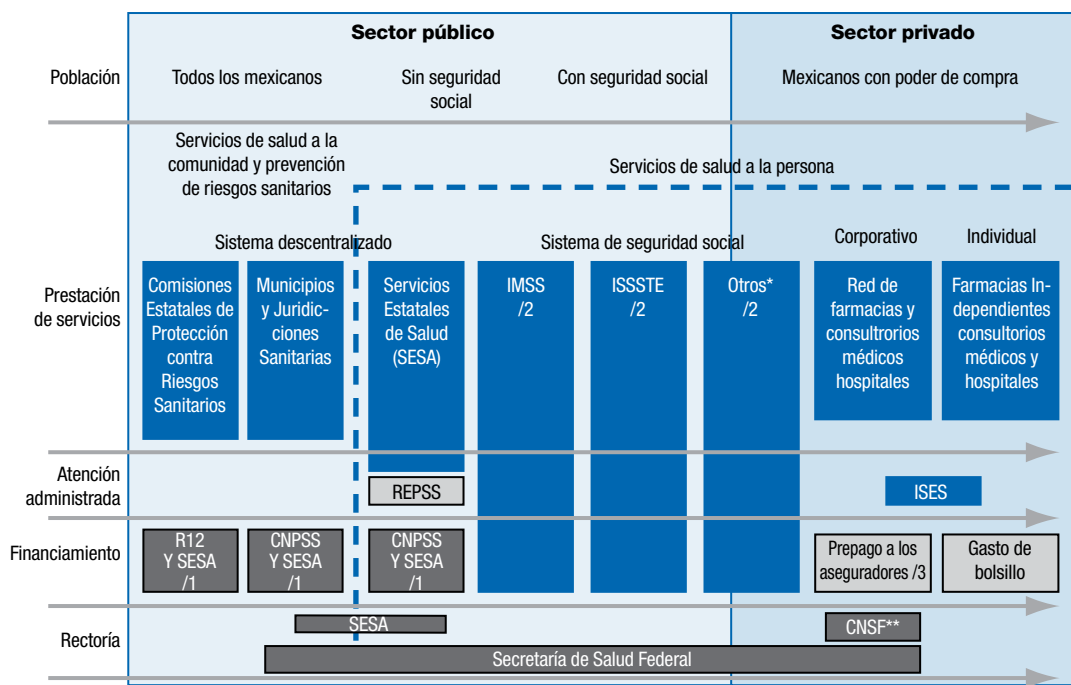 Sector público
Sector privado
Población
Todos los mexicanos
Sin seguridad
social
Con seguridad social
Mexicanos con poder de compra
Servicios de salud a la
comunidad y prevención
de riesgos sanitarios
Servicios de salud a la persona
Sistema descentralizado
Sistema de seguridad social
Corporativo
Individual
Prestación
de servicios
Comisiones
Estatales de
Protección
contra
Riesgos
Sanitarios
Municipios
y Juridic-
ciones
Sanitarias
Servicios
Estatales
de Salud
(SESA)
IMSS
/2
ISSSTE
/2
Otros*
/2
Red de
farmacias y
consultrorios
médicos
hospitales
Farmacias In-
dependientes
consultorios
médicos y
hospitales
Atención
administrada
REPSS
ISES
Financiamiento
R12
Y SESA
/1
CNPSS
Y SESA
/1
CNPSS
Y SESA
/1
Prepago a los
aseguradores /3
Gasto de
bolsillo
Rectoría
SESA
CNSF**
Secretaría de Salud Federal